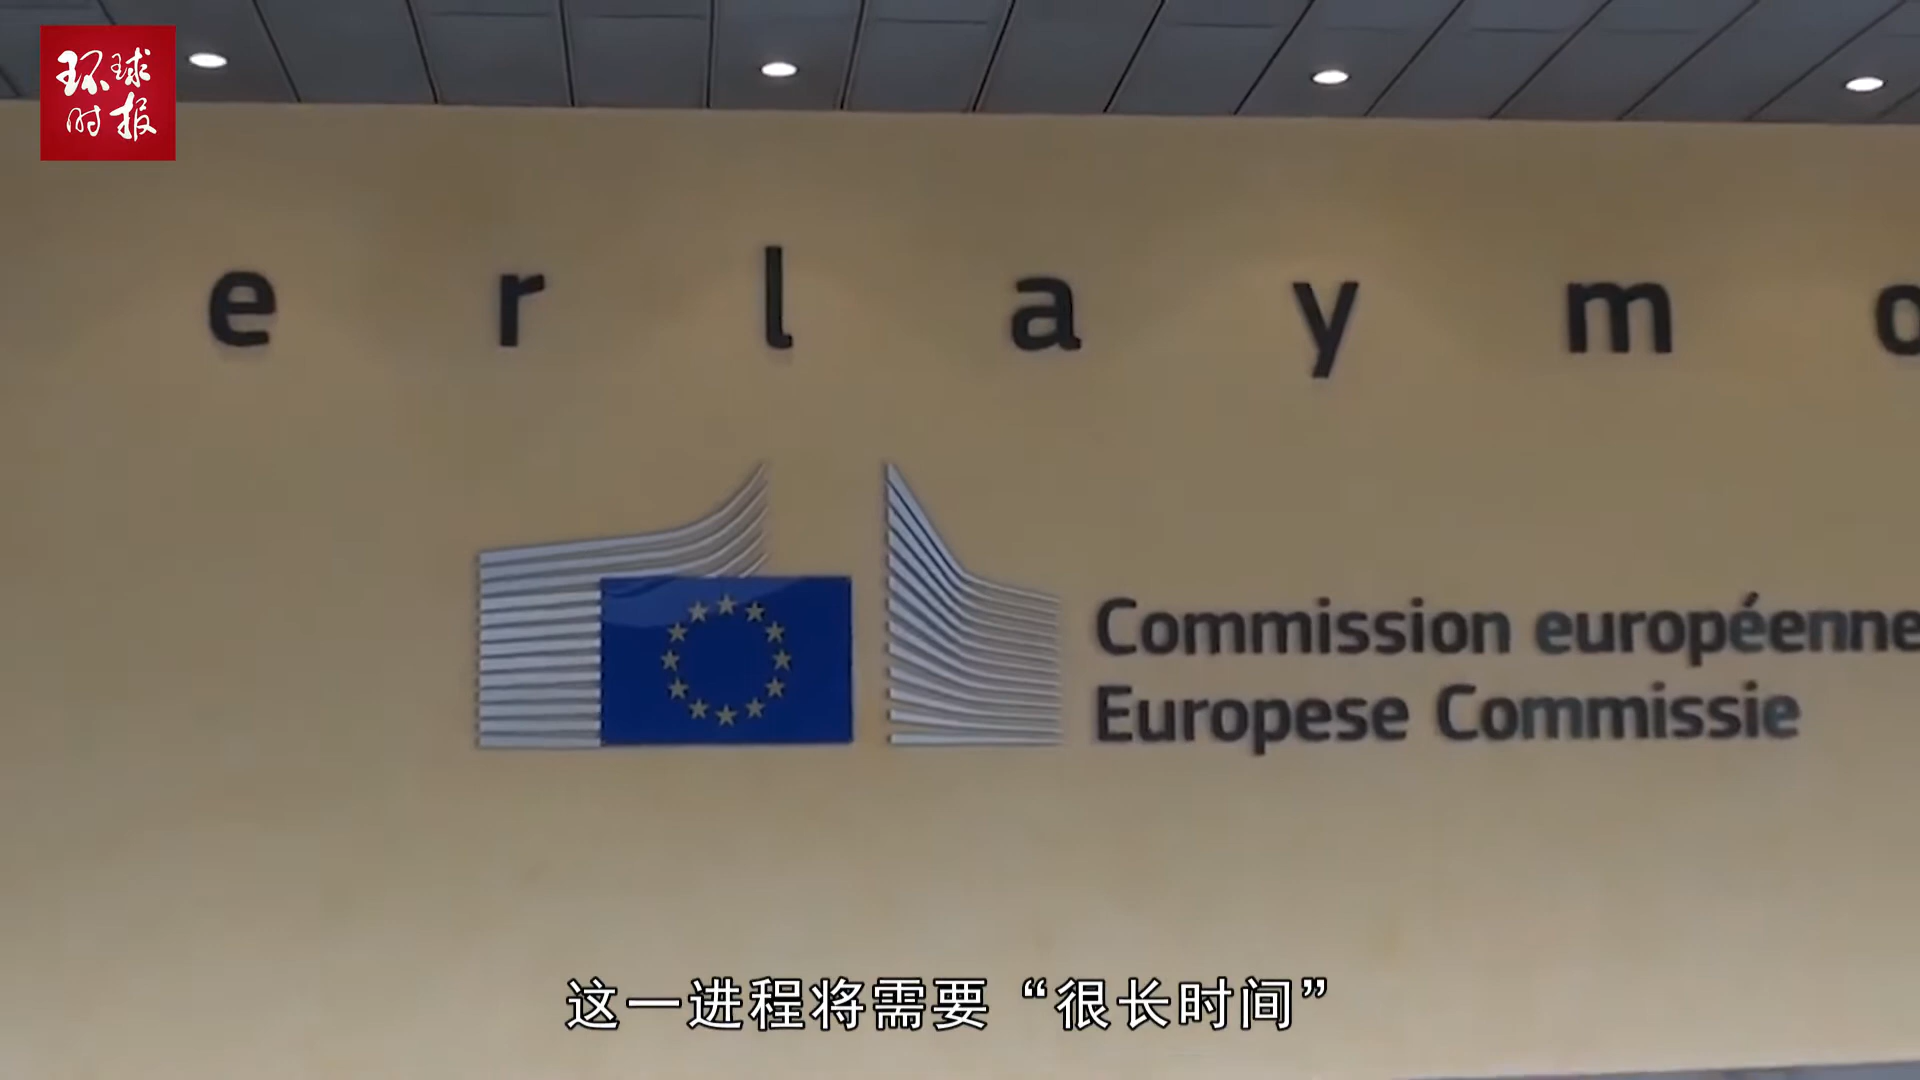 环球
时报
erlaymo
Commission européenne
Europese Commissie
这一进程将需要“很长时间”